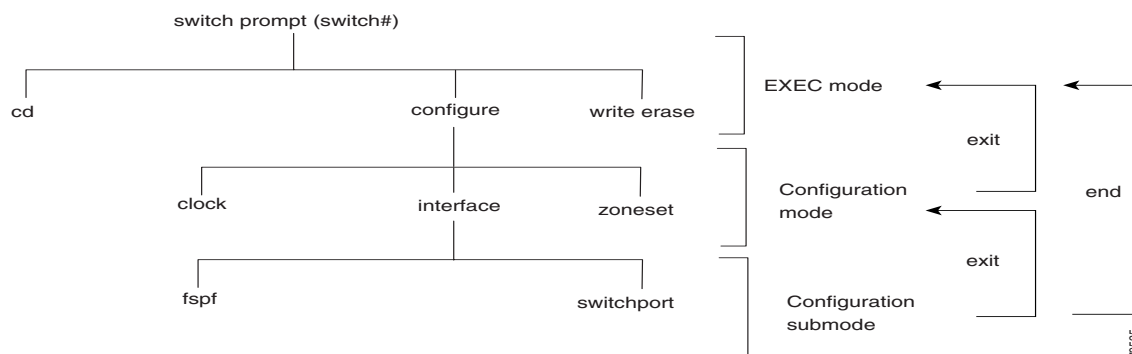 switch prompt (switch#)
EXEC mode
cd
configure
write erase
exit
Configuration
mode
end
clock
interface
zoneset
exit
fspf
switchport
Configuration
submode